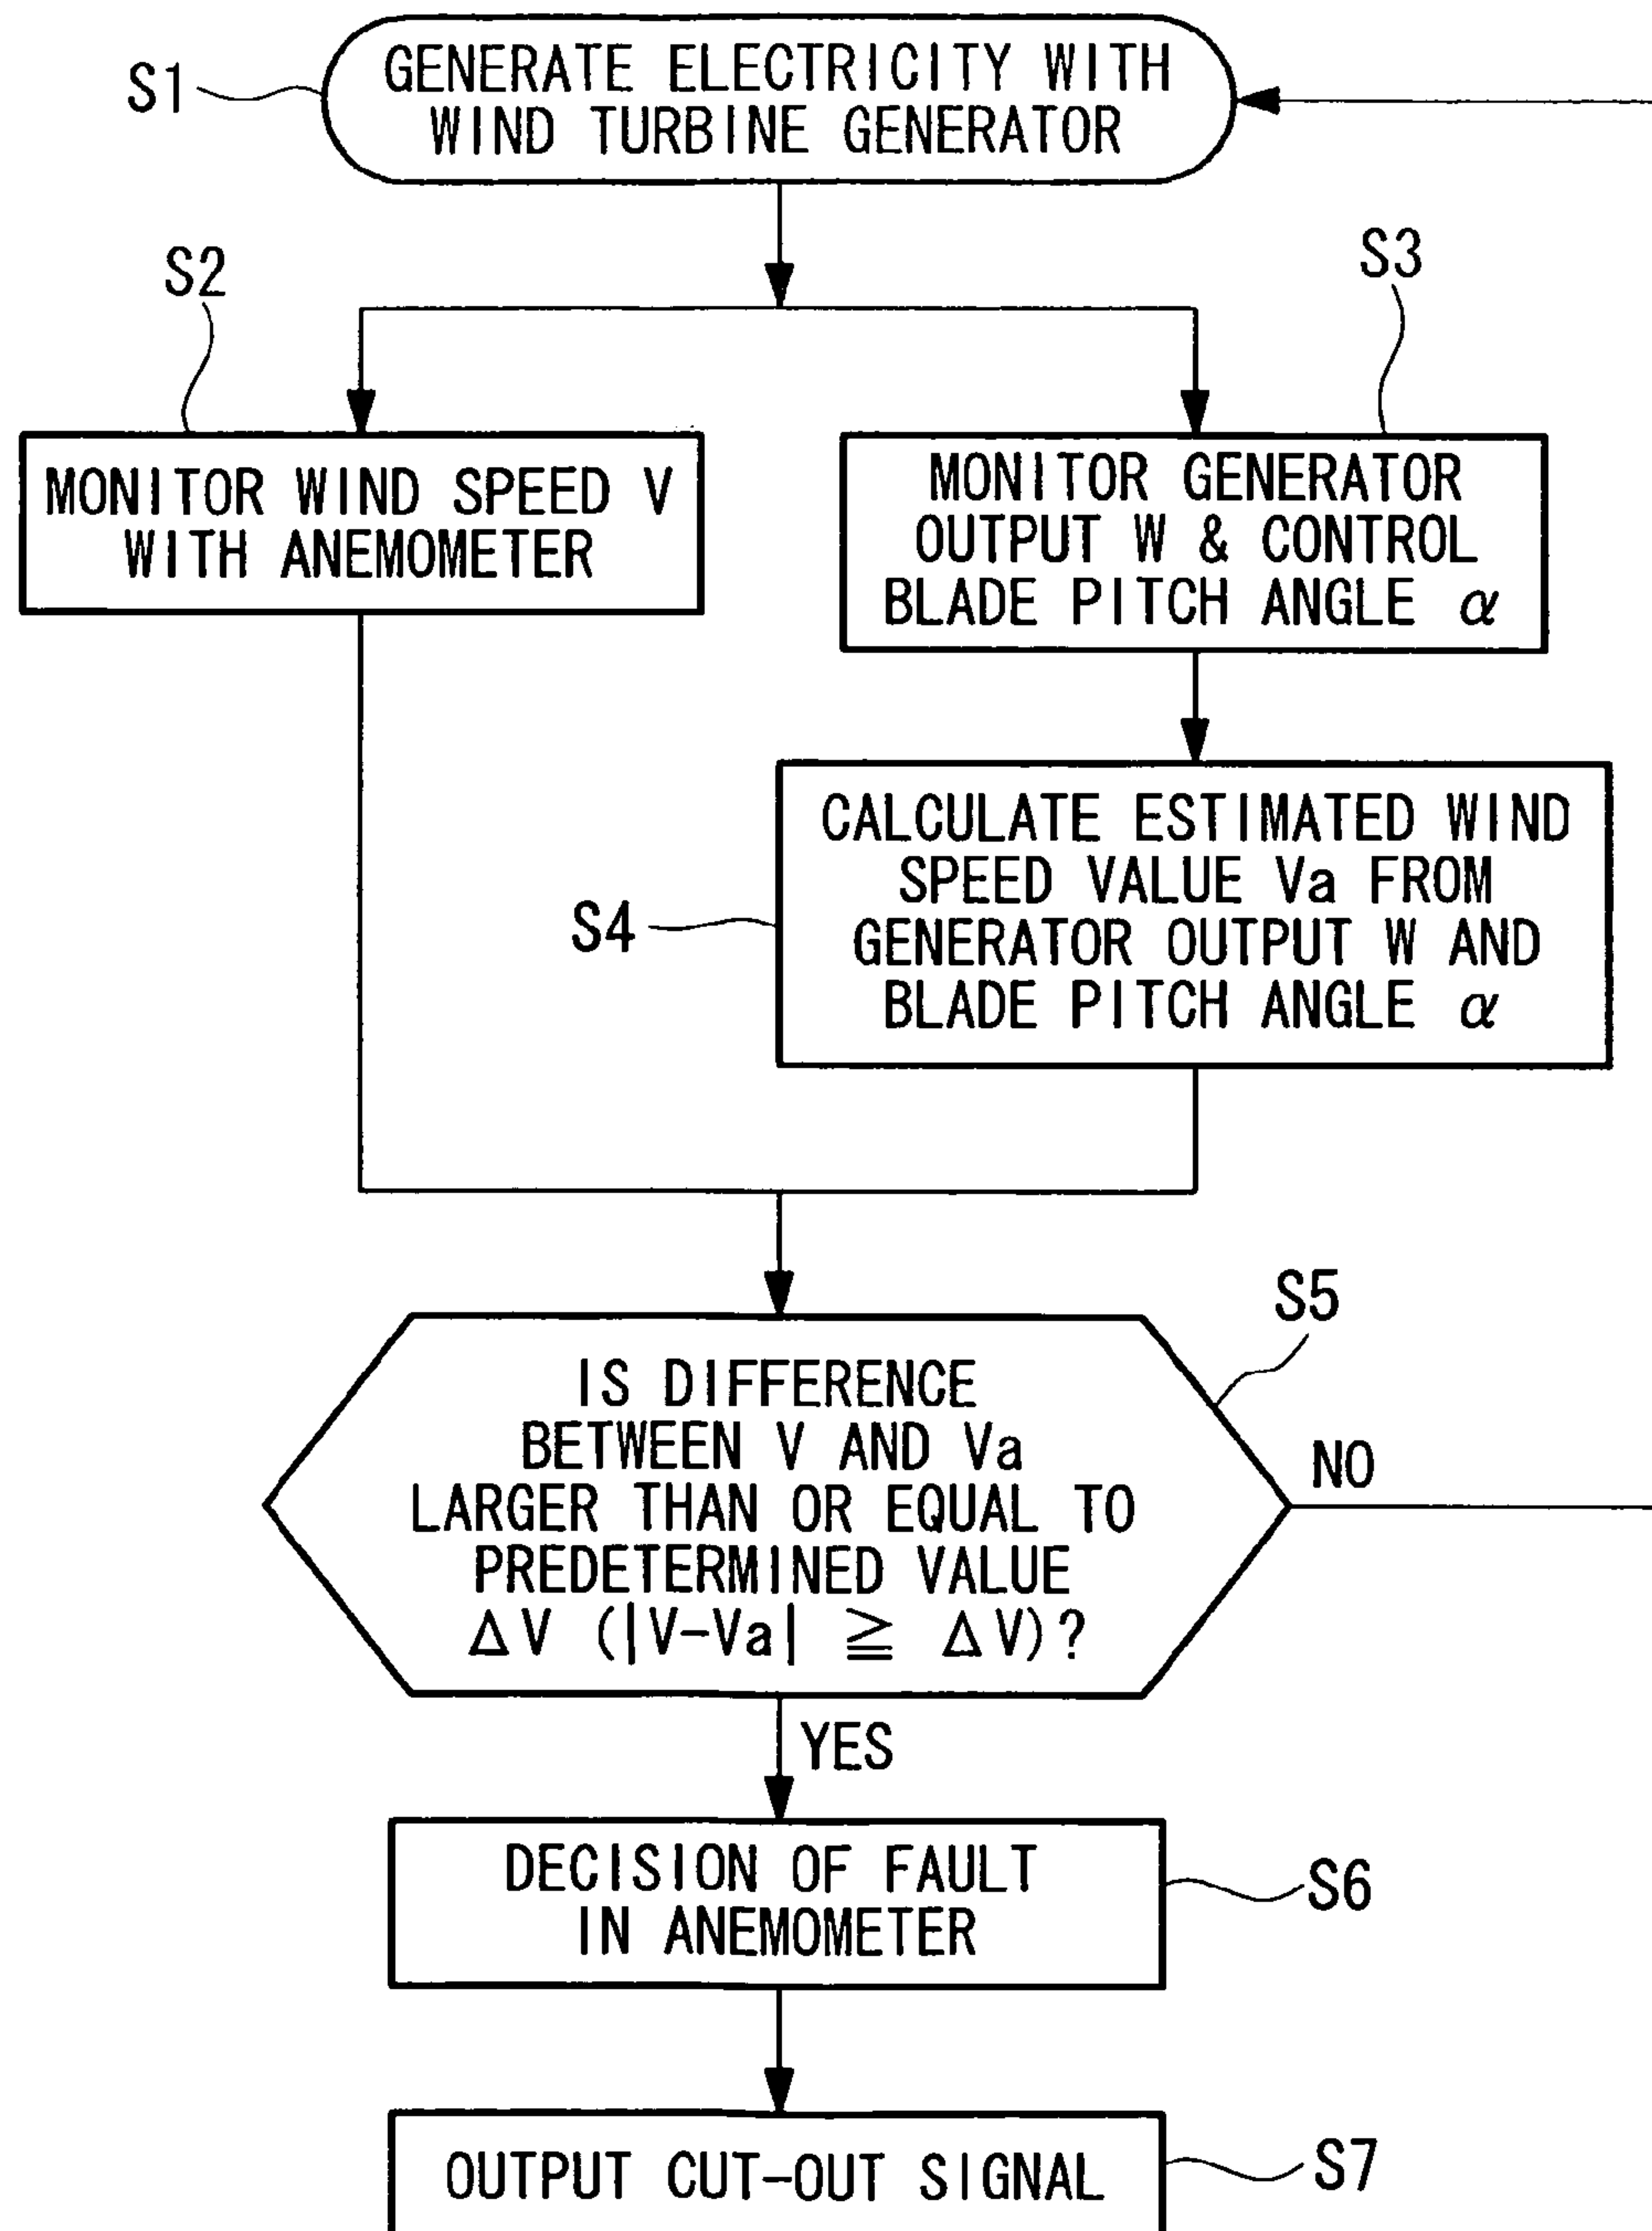 S1
GENERATE ELECTRICITY WITH
WIND TURBINE GENERATOR
S2
MONITOR WIND SPEED V
WITH ANEMOMETER
S3
MONITOR GENERATOR
OUTPUT W & CONTROL
BLADE PITCH ANGLE α
S4
CALCULATE ESTIMATED WIND
SPEED VALUE Va FROM
GENERATOR OUTPUT W AND
BLADE PITCH ANGLE α
S5
IS DIFFERENCE
BETWEEN V AND Va
LARGER THAN OR EQUAL TO
PREDETERMINED VALUE
ΔV (|V-Va| ≧ ΔV)?
NO
YES
DECISION OF FAULT
IN ANEMOMETER
S6
OUTPUT CUT-OUT SIGNAL
S7